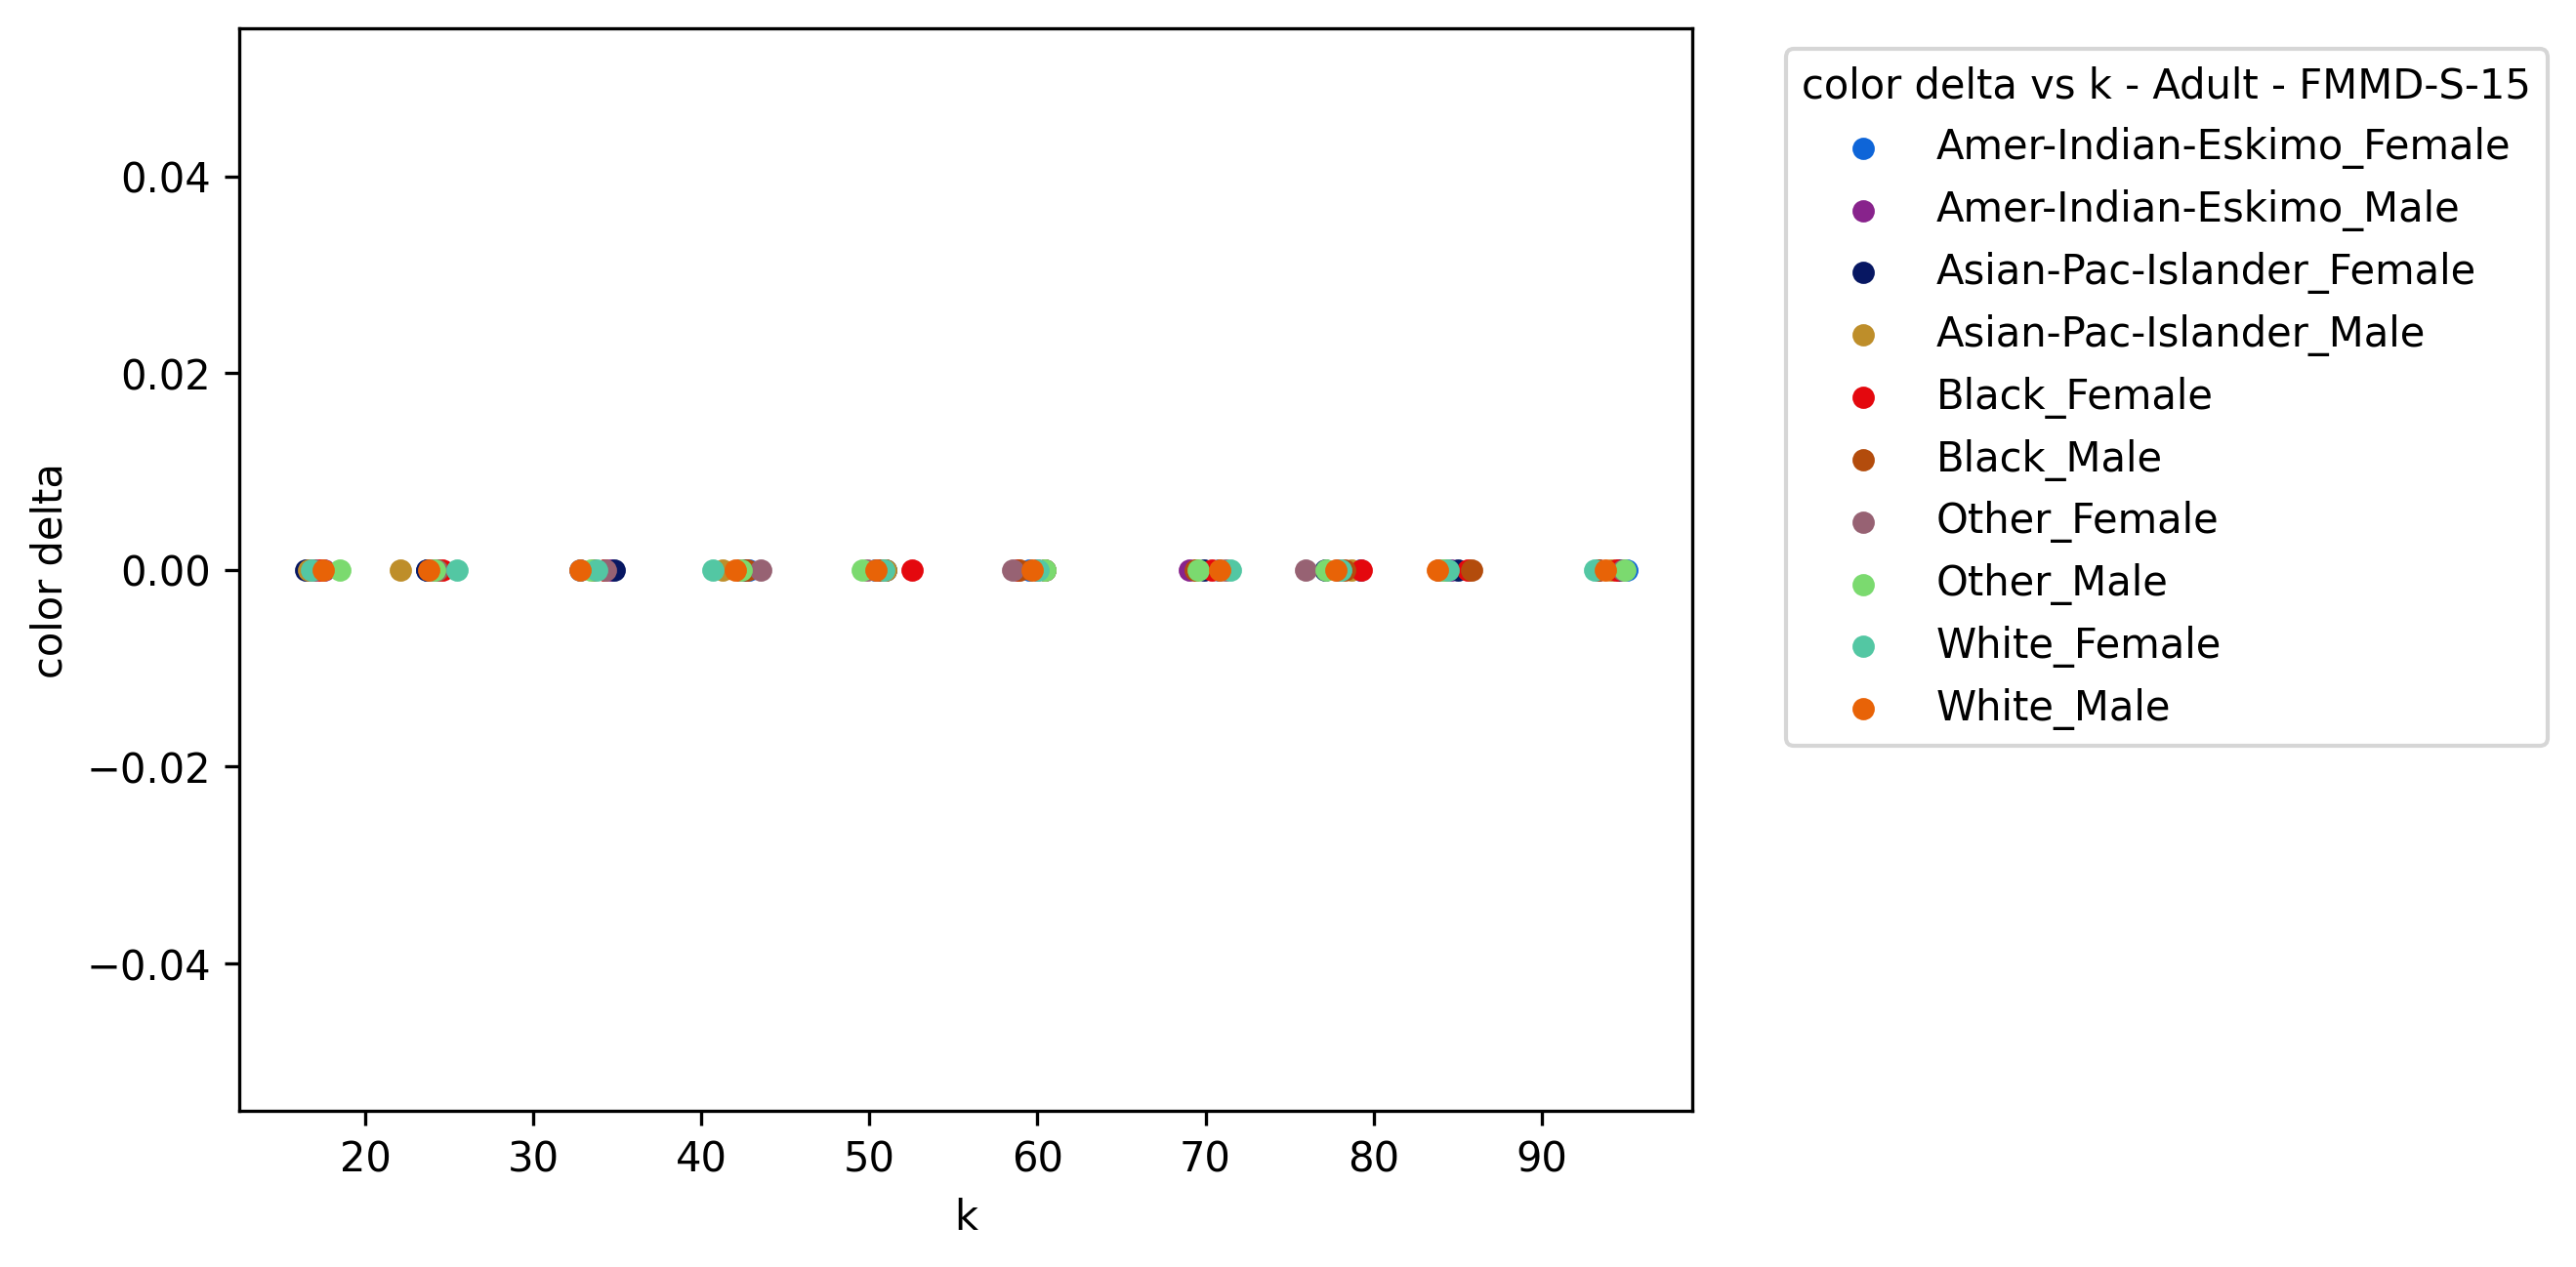 color delta vs k - Adult - FMMD-S-15
Amer-Indian-Eskimo_Female
Amer-Indian-Eskimo_Male
Asian-Pac-Islander_Female
Asian-Pac-Islander_Male
Black_Female
Black_Male
Other_Female
Other_Male
White_Female
White_Male
color delta
0.04
0.02
0.00
−0.02
−0.04
20 30 40 50 60 70 80 90
k